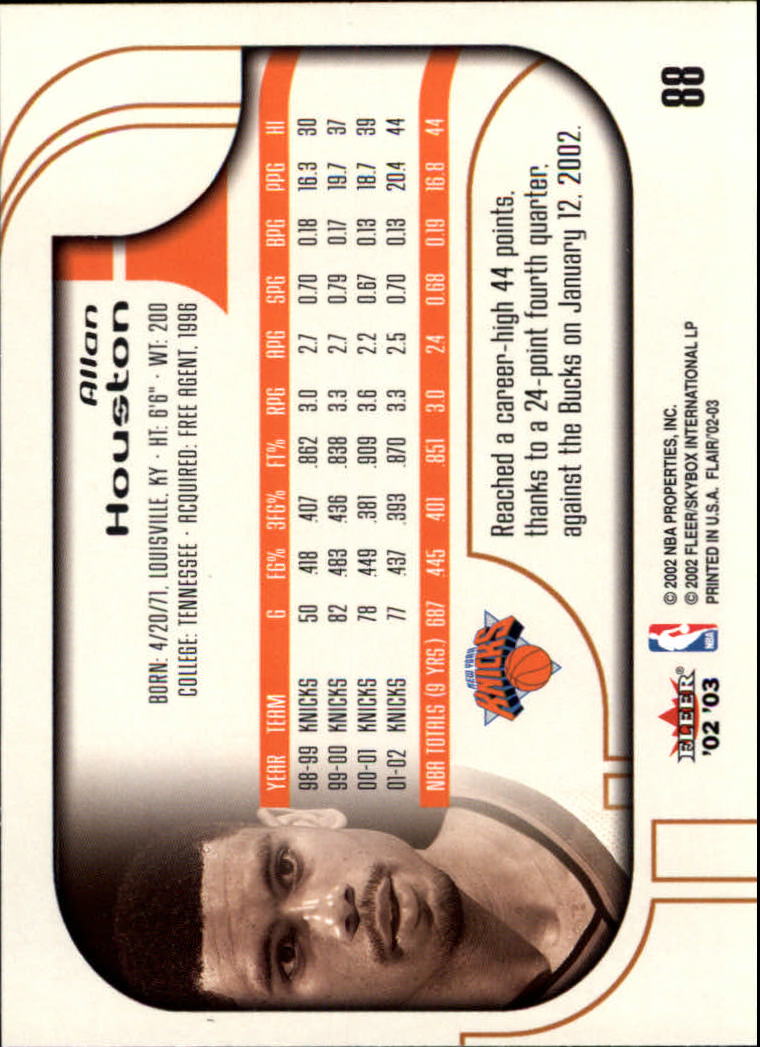 88
Allan
Houston
BORN: 4/20/71, LOUISVILLE, KY · HT: 6'6" · WT: 200
COLLEGE: TENNESSEE · ACQUIRED: FREE AGENT, 1996
YEAR TEAM G FG% 3FG% FT% RPG APG SPG BPG PPG HI
98-99 KNICKS 50 .418 .407 .862 3.0 2.7 0.70 0.18 16.3 30
99-00 KNICKS 82 .483 .436 .838 3.3 2.7 0.79 0.17 19.7 37
00-01 KNICKS 78 .449 .381 .909 3.6 2.2 0.67 0.13 18.7 39
01-02 KNICKS 77 .437 .393 .870 3.3 2.5 0.70 0.13 20.4 44
NBA TOTALS (9 YRS.) 687 .445 .401 .851 3.0 2.4 0.68 0.19 16.8 44
NEW YORK
KNICKS
Reached a career-high 44 points,
thanks to a 24-point fourth quarter,
against the Bucks on January 12, 2002.
FLEER®
'02 '03
NBA
© 2002 NBA PROPERTIES, INC.
© 2002 FLEER/SKYBOX INTERNATIONAL LP
PRINTED IN U.S.A. FLAIR/'02-03